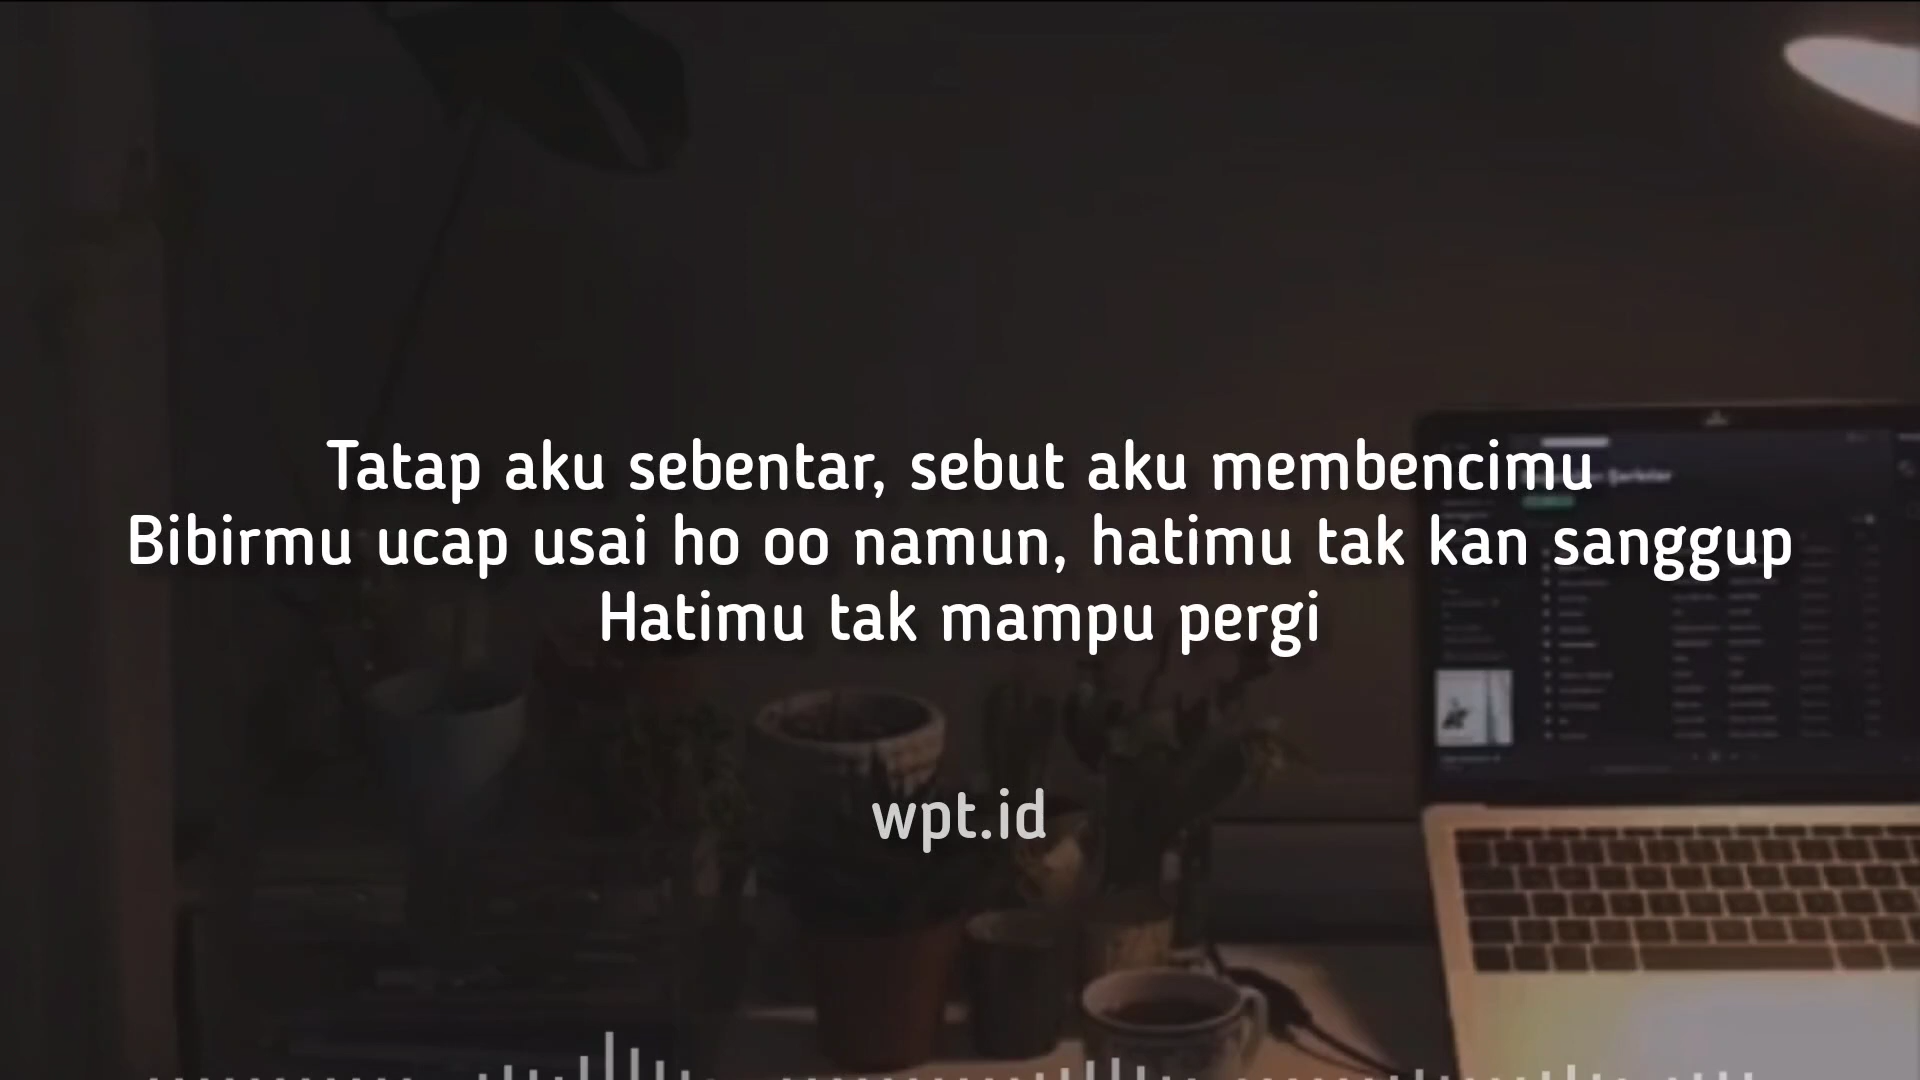 Tatap aku sebentar, sebut aku membencimu
Bibirmu ucap usai ho oo namun, hatimu tak kan sanggup
Hatimu tak mampu pergi
wpt.id